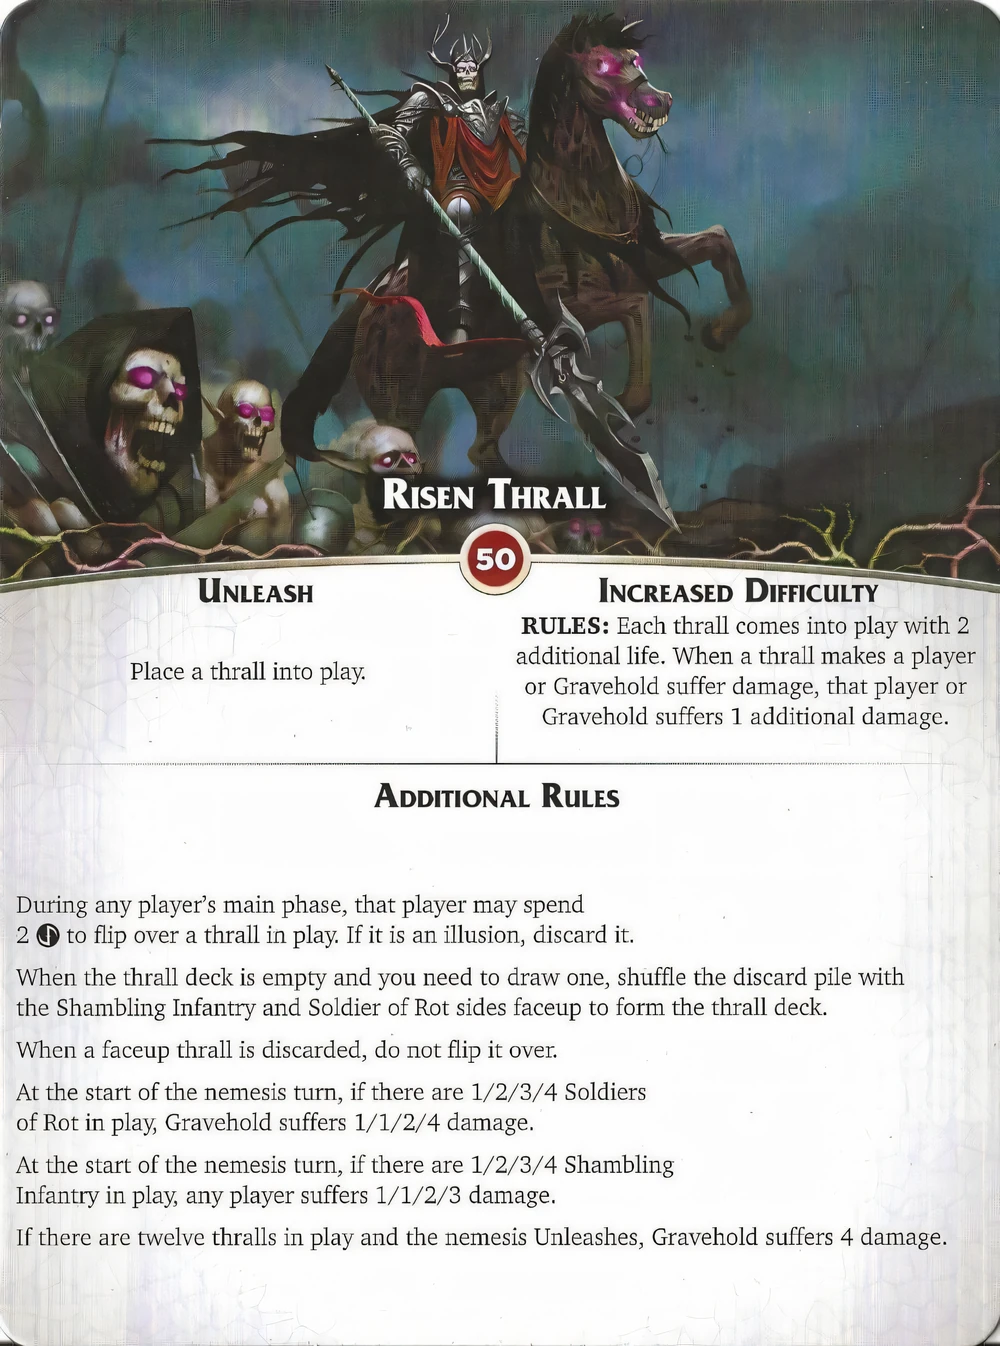 Risen Thrall
50
Unleash
Place a thrall into play.
Increased Difficulty
RULES: Each thrall comes into play with 2
additional life. When a thrall makes a player
or Gravehold suffer damage, that player or
Gravehold suffers 1 additional damage.
Additional Rules
During any player's main phase, that player may spend
2 to flip over a thrall in play. If it is an illusion, discard it.
When the thrall deck is empty and you need to draw one, shuffle the discard pile with
the Shambling Infantry and Soldier of Rot sides faceup to form the thrall deck.
When a faceup thrall is discarded, do not flip it over.
At the start of the nemesis turn, if there are 1/2/3/4 Soldiers
of Rot in play, Gravehold suffers 1/1/2/4 damage.
At the start of the nemesis turn, if there are 1/2/3/4 Shambling
Infantry in play, any player suffers 1/1/2/3 damage.
If there are twelve thralls in play and the nemesis Unleashes, Gravehold suffers 4 damage.